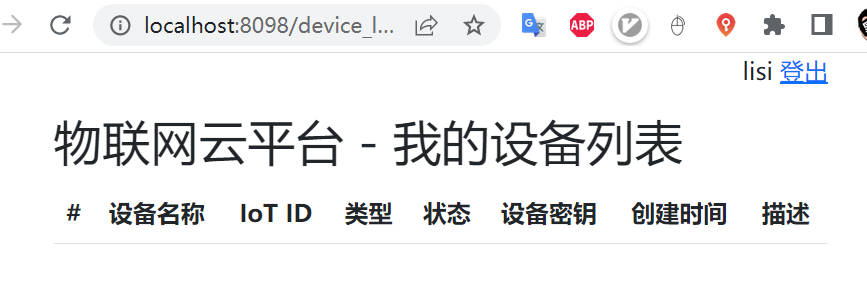 localhost:8098/device_l...
ABP
lisi 登出
物联网云平台 - 我的设备列表
# 设备名称 IoT ID 类型 状态 设备密钥 创建时间 描述